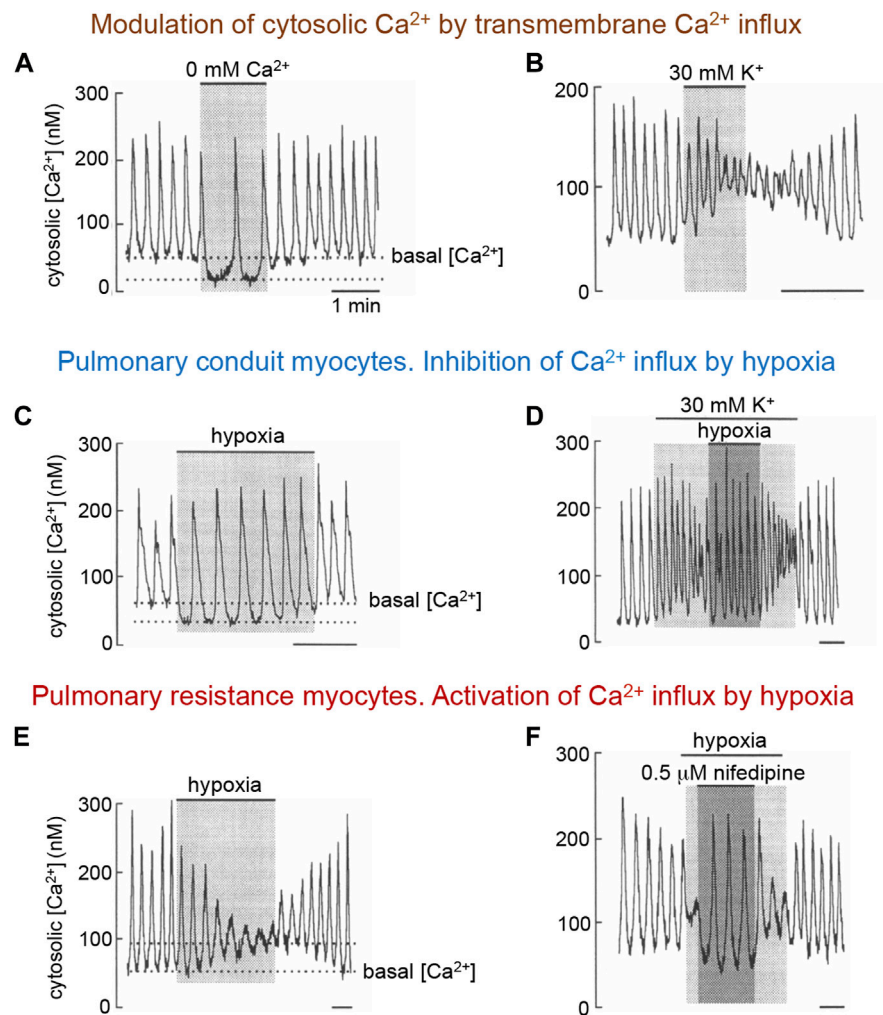 Modulation of cytosolic Ca²⁺ by transmembrane Ca²⁺ influx
A
0 mM Ca²⁺
cytosolic [Ca²⁺] (nM)
300
200
100
0
basal [Ca²⁺]
1 min
B
30 mM K⁺
200
100
0
Pulmonary conduit myocytes. Inhibition of Ca²⁺ influx by hypoxia
C
hypoxia
cytosolic [Ca²⁺] (nM)
300
200
100
0
basal [Ca²⁺]
D
30 mM K⁺
hypoxia
300
200
100
0
Pulmonary resistance myocytes. Activation of Ca²⁺ influx by hypoxia
E
hypoxia
cytosolic [Ca²⁺] (nM)
300
200
100
0
basal [Ca²⁺]
F
hypoxia
0.5 μM nifedipine
300
200
100
0